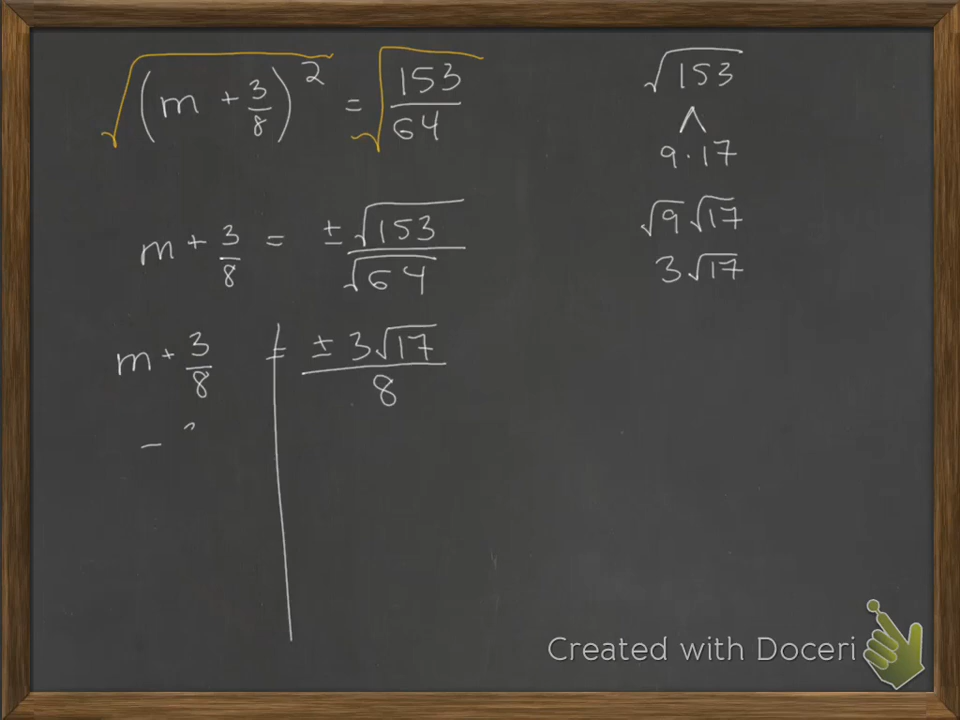 √(m + 3/8)² = √153/64
m + 3/8 = ± √153/√64
m + 3/8 = ± 3√17/8
−
√153
9·17
√9 √17
3√17
Created with Doceri